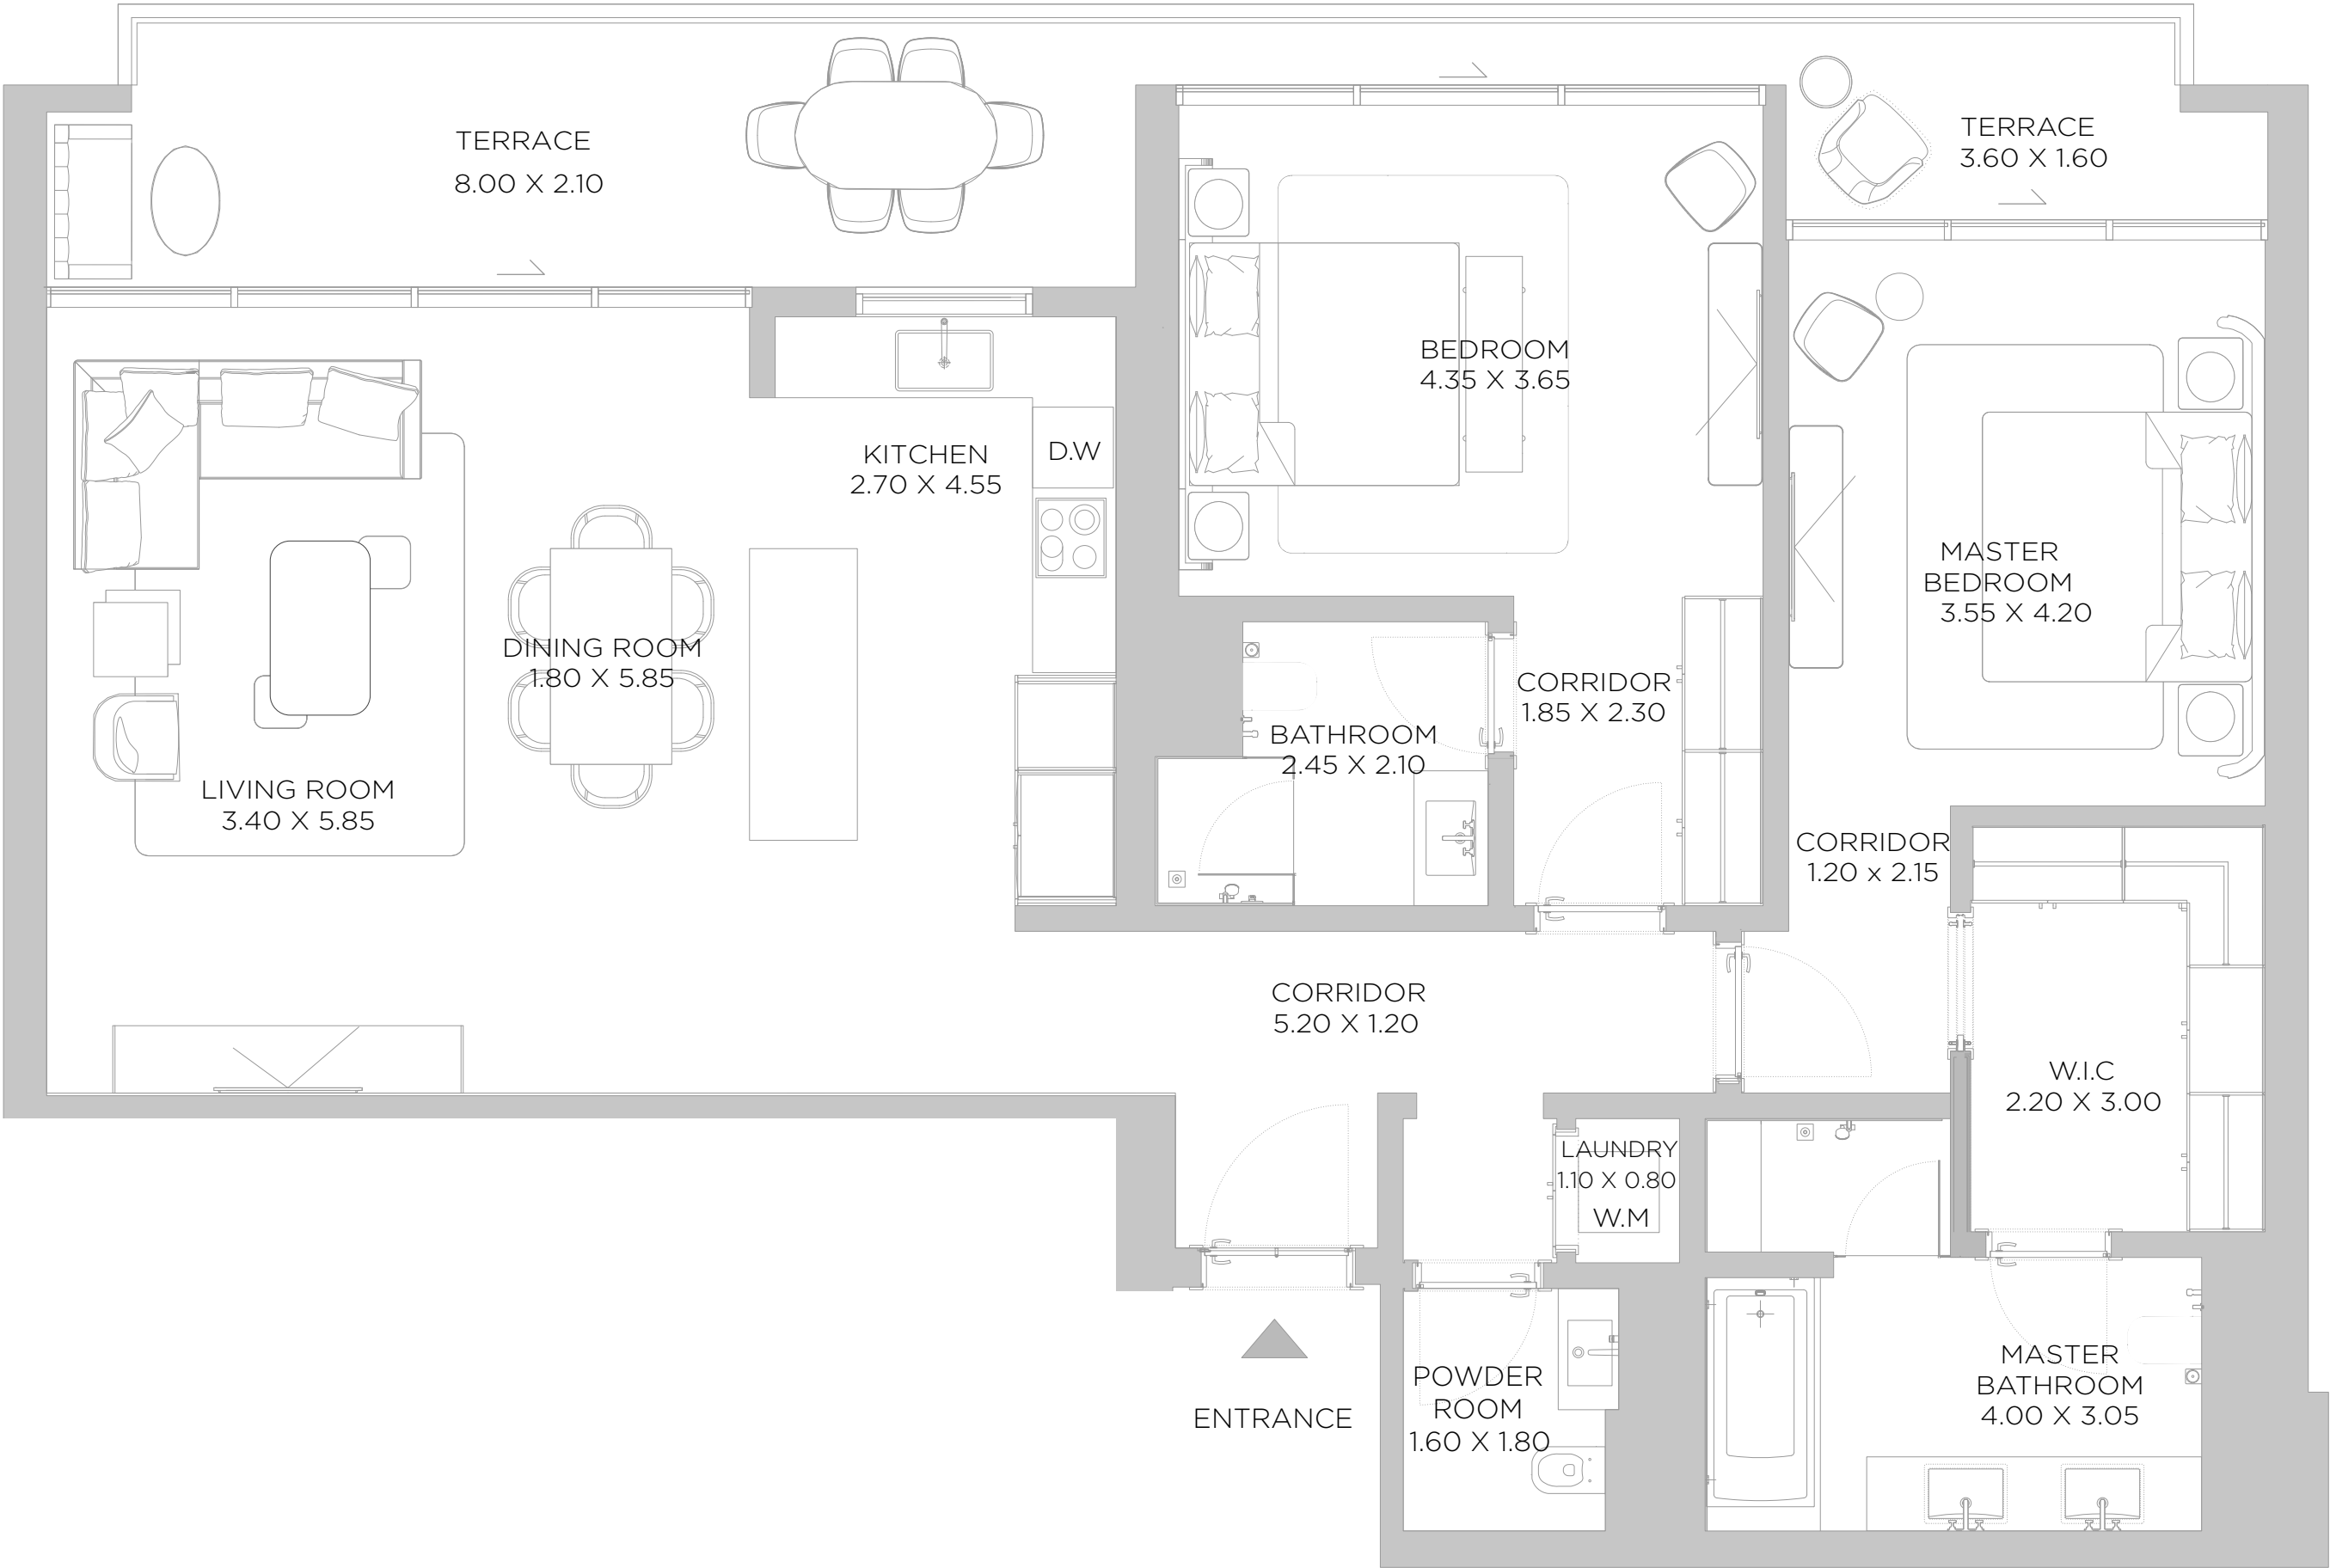 TERRACE
8.00 X 2.10
TERRACE
3.60 X 1.60
BEDROOM
4.35 X 3.65
KITCHEN
2.70 X 4.55
D.W
MASTER
BEDROOM
3.55 X 4.20
DINING ROOM
1.80 X 5.85
CORRIDOR
1.85 X 2.30
BATHROOM
2.45 X 2.10
LIVING ROOM
3.40 X 5.85
CORRIDOR
1.20 x 2.15
CORRIDOR
5.20 X 1.20
W.I.C
2.20 X 3.00
LAUNDRY
1.10 X 0.80
W.M
POWDER
ROOM
1.60 X 1.80
MASTER
BATHROOM
4.00 X 3.05
ENTRANCE